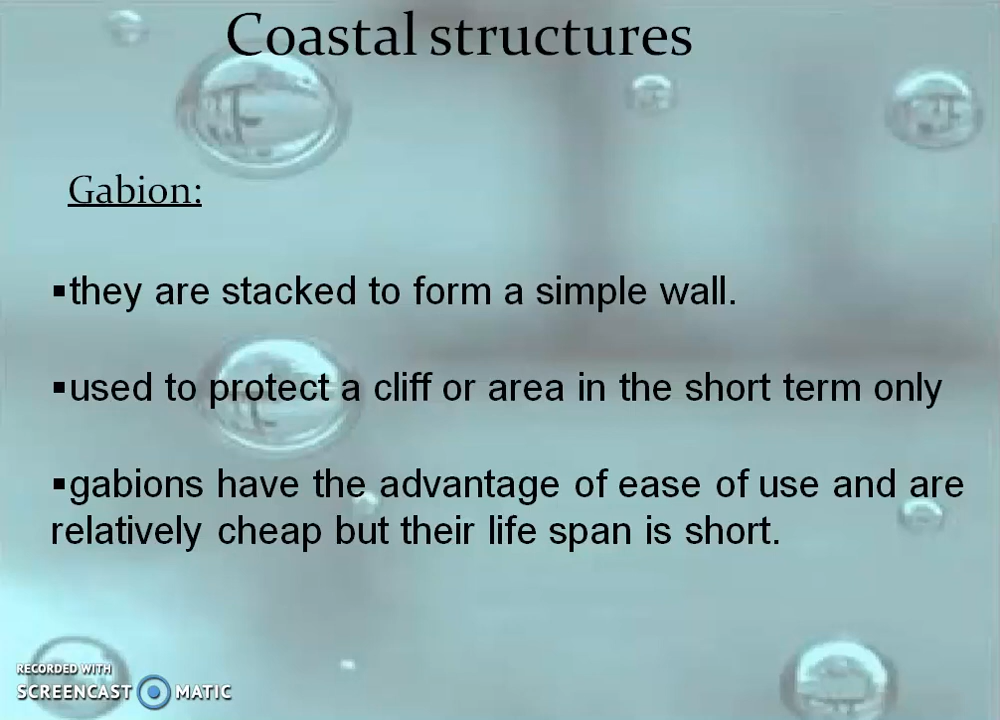 Coastal structures
Gabion:
▪they are stacked to form a simple wall.
▪used to protect a cliff or area in the short term only
▪gabions have the advantage of ease of use and are
relatively cheap but their life span is short.
RECORDED WITH
SCREENCAST MATIC